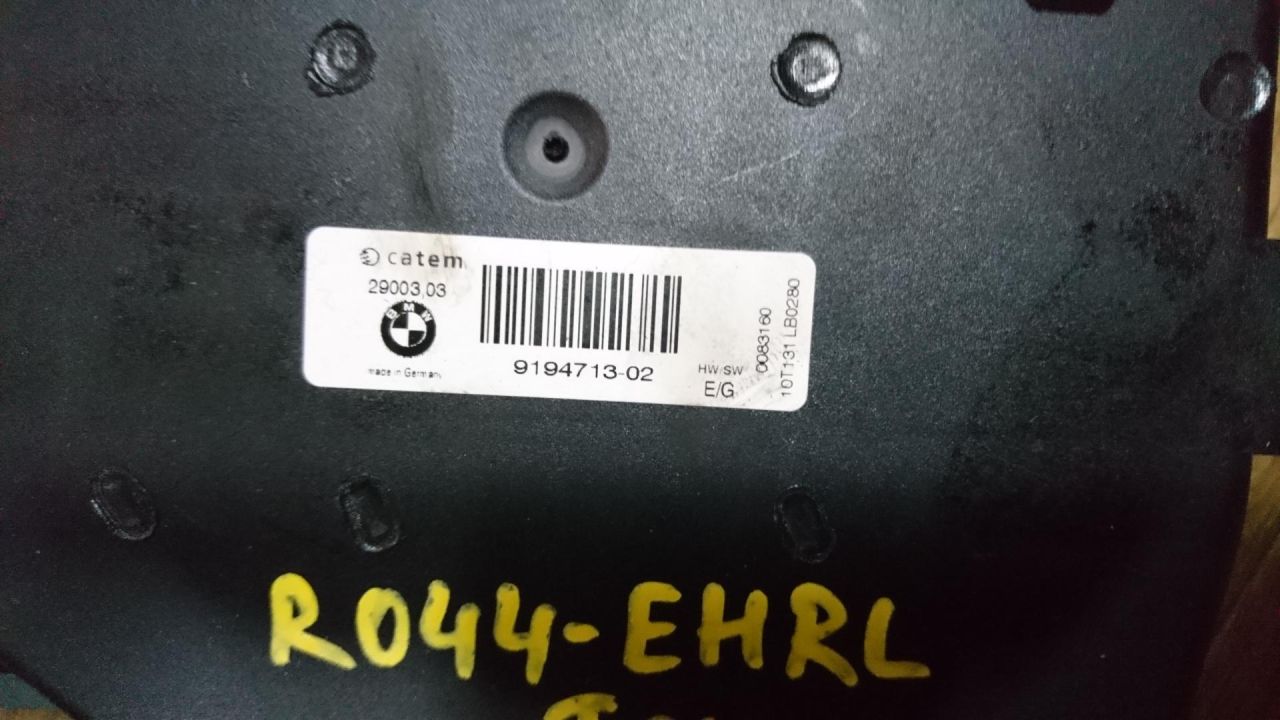 catem
29003,03
BMW
made in Germany
9194713-02
HW/SW
E/G
0083160
10T131 LB0280
R044-EHRL